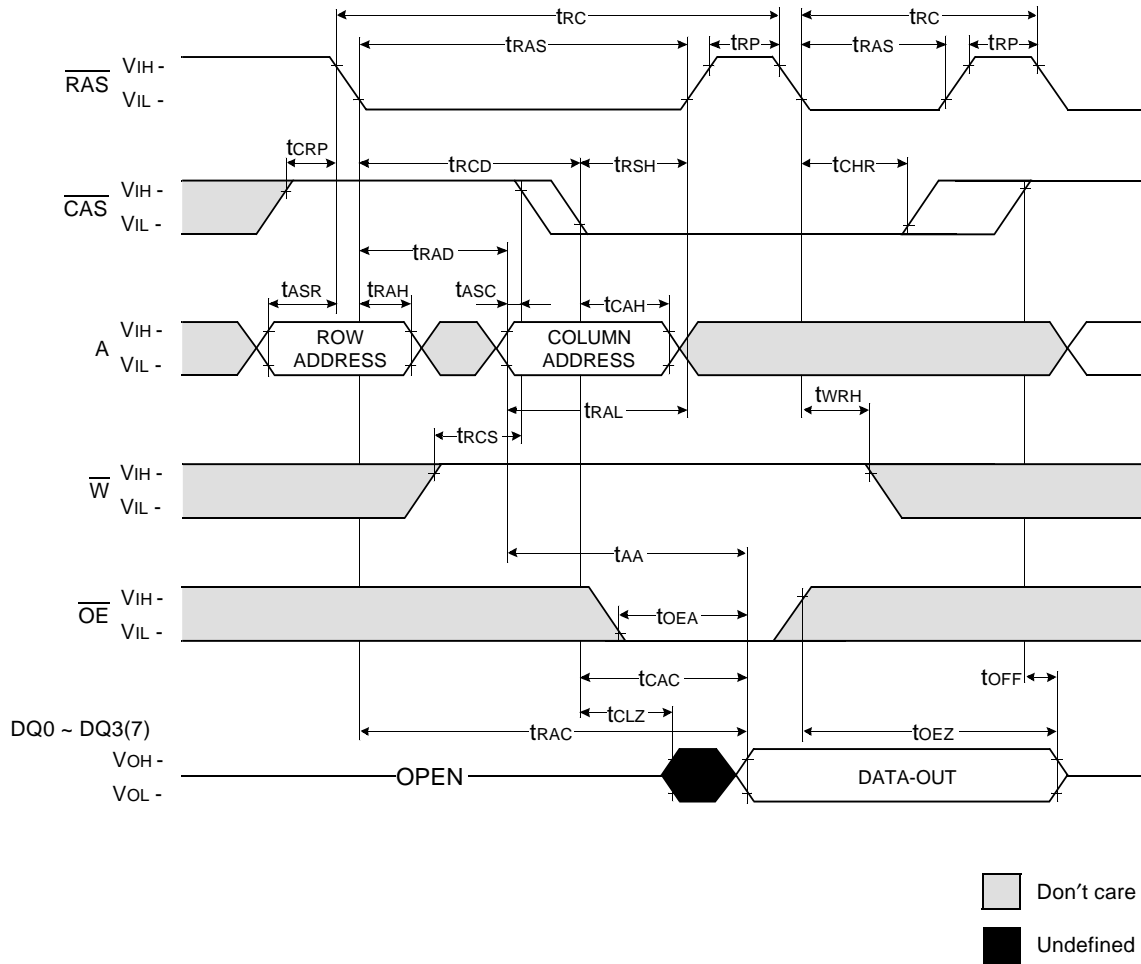 tRC tRC
tRAS tRP tRAS tRP
RAS VIH -
VIL -
tCRP tRCD tRSH tCHR
CAS VIH -
VIL -
tRAD
tASR tRAH tASC tCAH
A VIH -
VIL -
ROW
ADDRESS
COLUMN
ADDRESS
tRAL tWRH
tRCS
W VIH -
VIL -
tAA
OE VIH -
VIL -
tOEA
tCAC tOFF
tCLZ
DQ0 ~ DQ3(7) tRAC tOEZ
VOH -
VOL -
OPEN DATA-OUT
Don′t care
Undefined